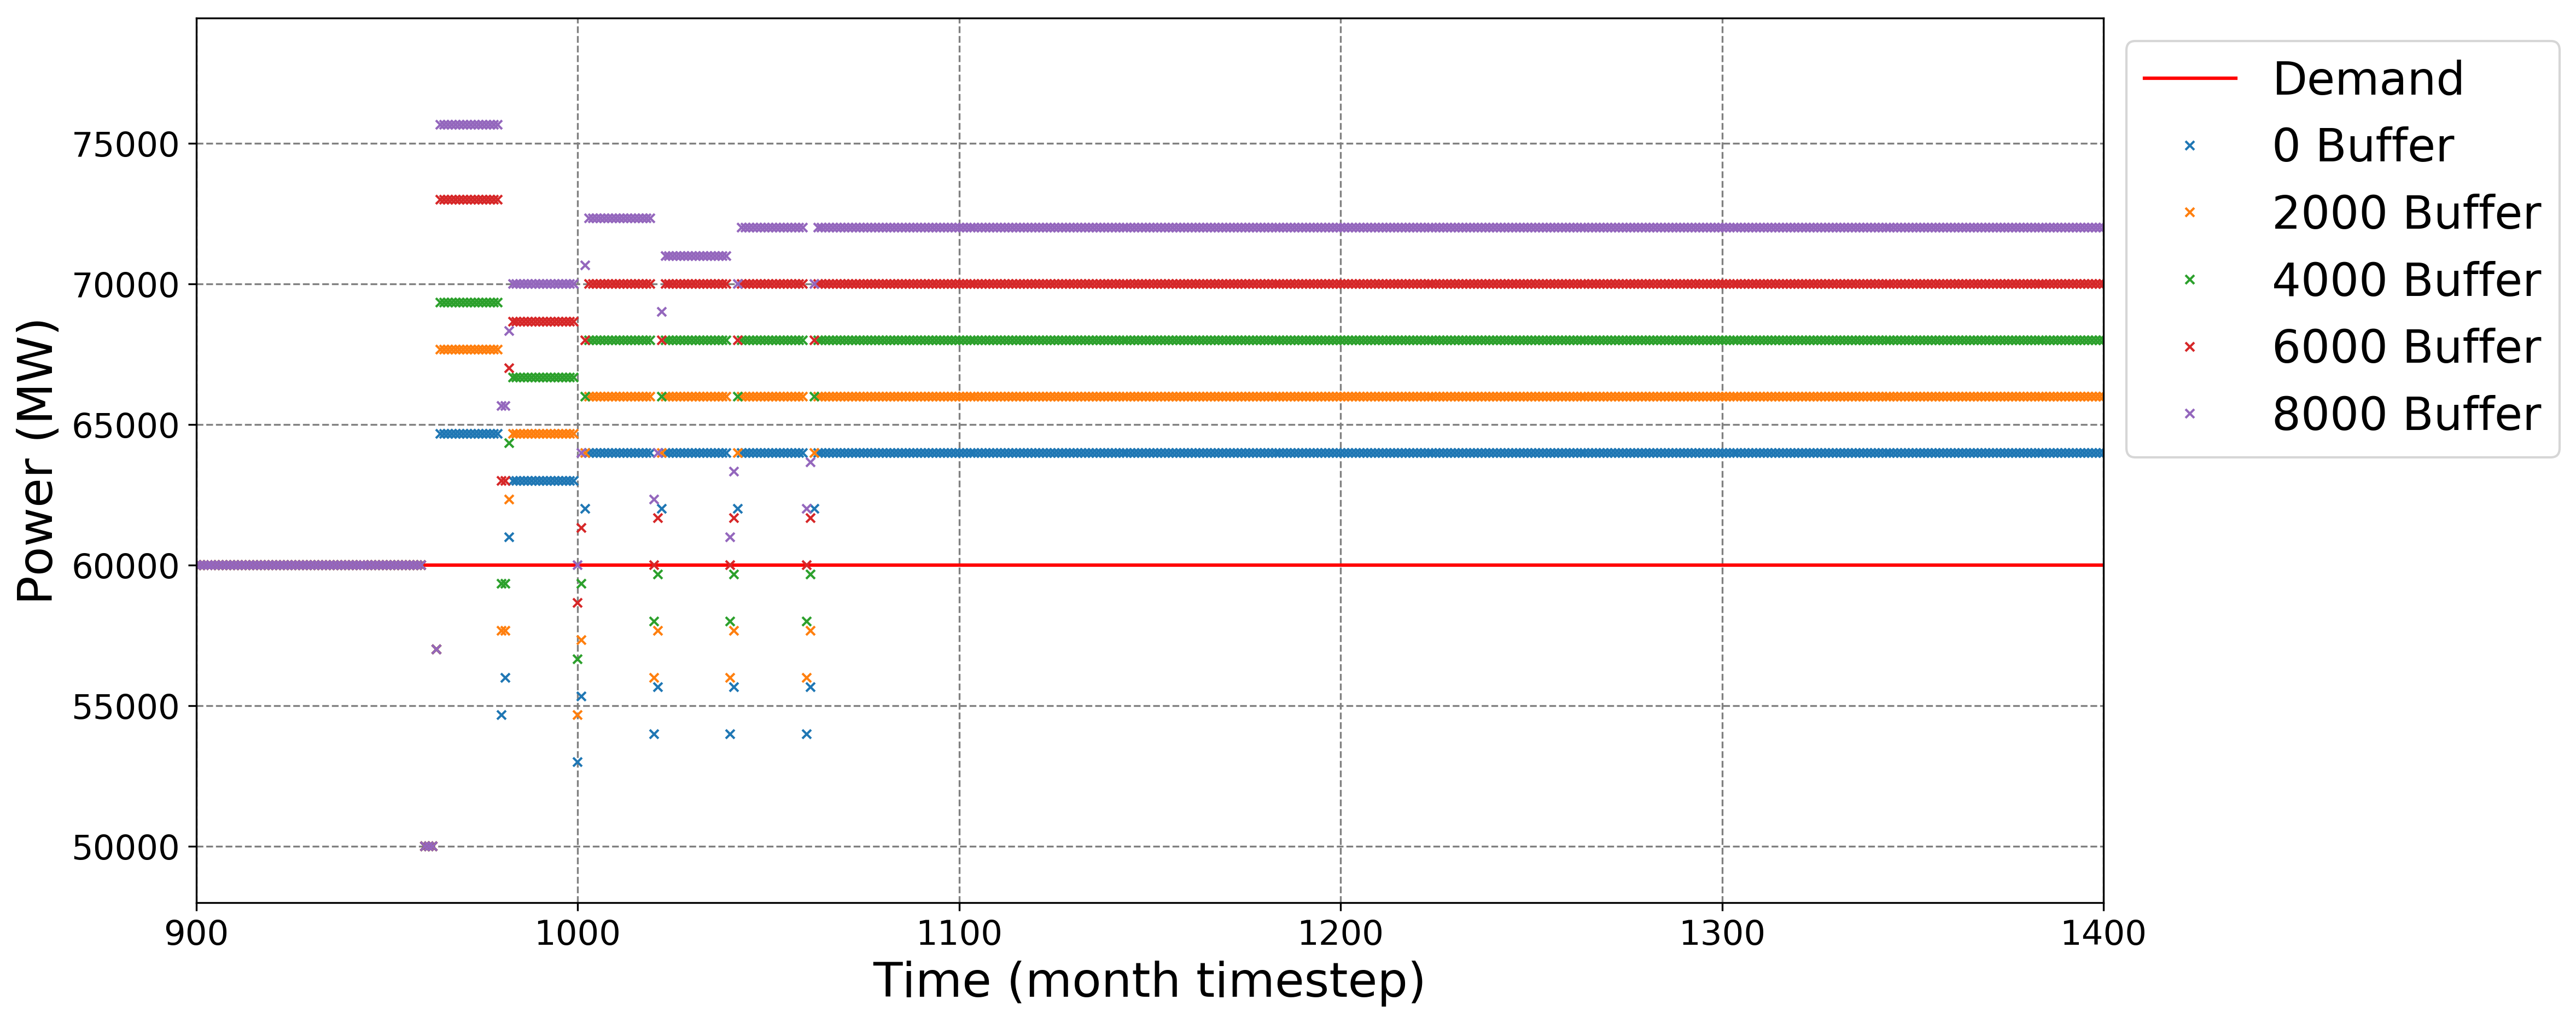 Power (MW)
75000
70000
65000
60000
55000
50000
900
1000
1100
1200
1300
1400
Time (month timestep)
Demand
0 Buffer
2000 Buffer
4000 Buffer
6000 Buffer
8000 Buffer